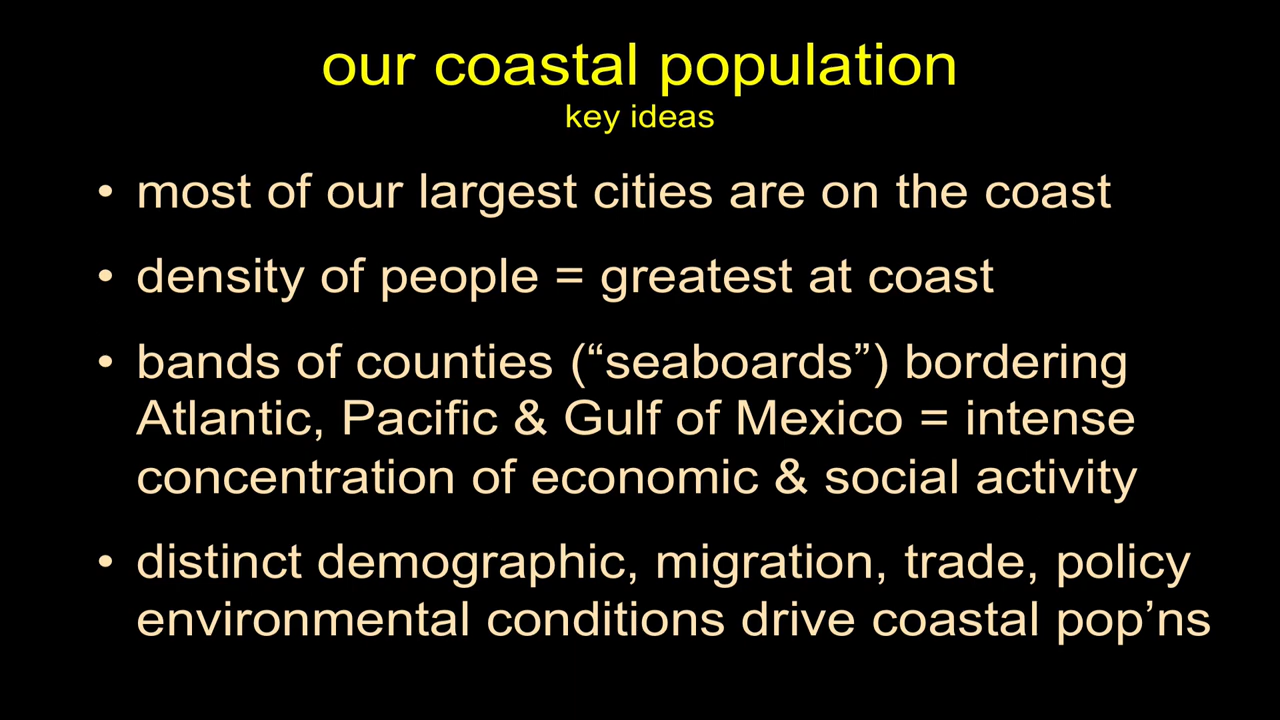 our coastal population
key ideas
• most of our largest cities are on the coast
• density of people = greatest at coast
• bands of counties (“seaboards”) bordering
Atlantic, Pacific & Gulf of Mexico = intense
concentration of economic & social activity
• distinct demographic, migration, trade, policy
environmental conditions drive coastal pop’ns